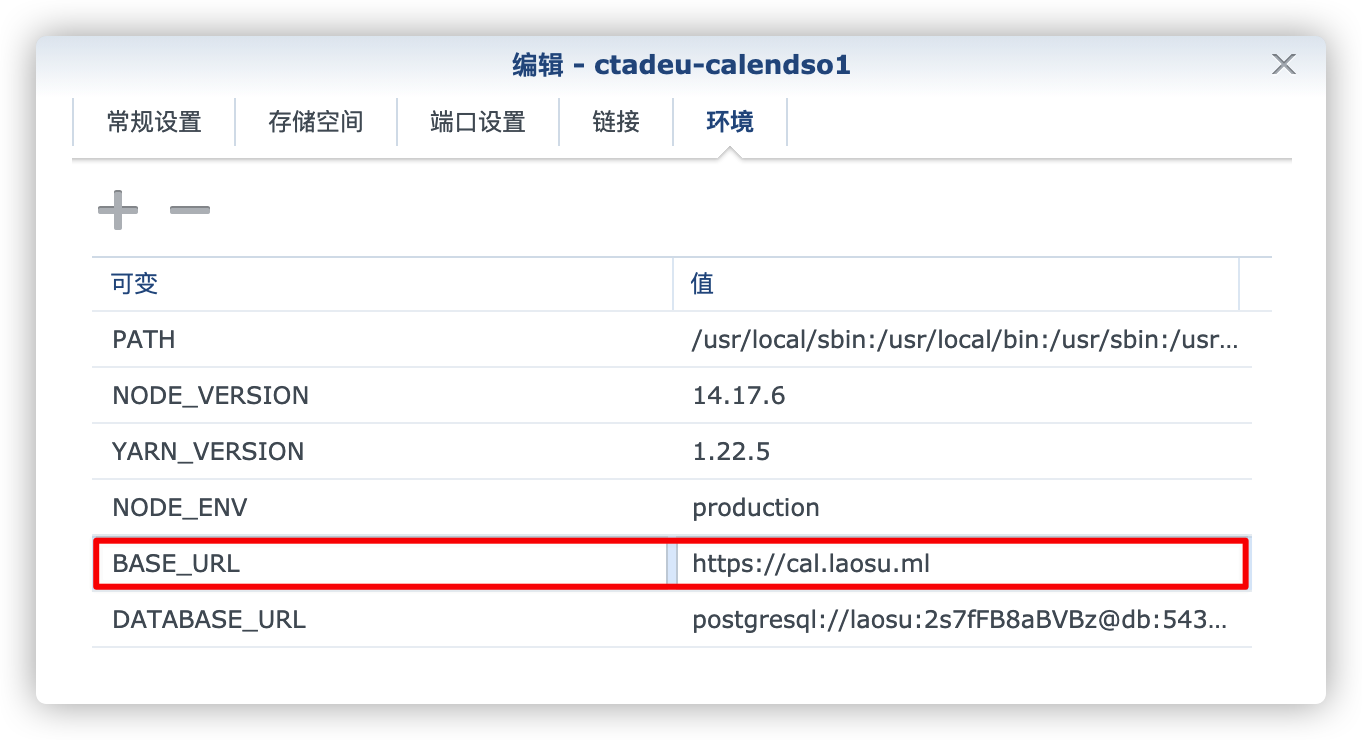 编辑 - ctadeu-calendso1
常规设置 存储空间 端口设置 链接 环境
可变 值
PATH /usr/local/sbin:/usr/local/bin:/usr/sbin:/usr...
NODE_VERSION 14.17.6
YARN_VERSION 1.22.5
NODE_ENV production
BASE_URL https://cal.laosu.ml
DATABASE_URL postgresql://laosu:2s7fFB8aBVBz@db:543...